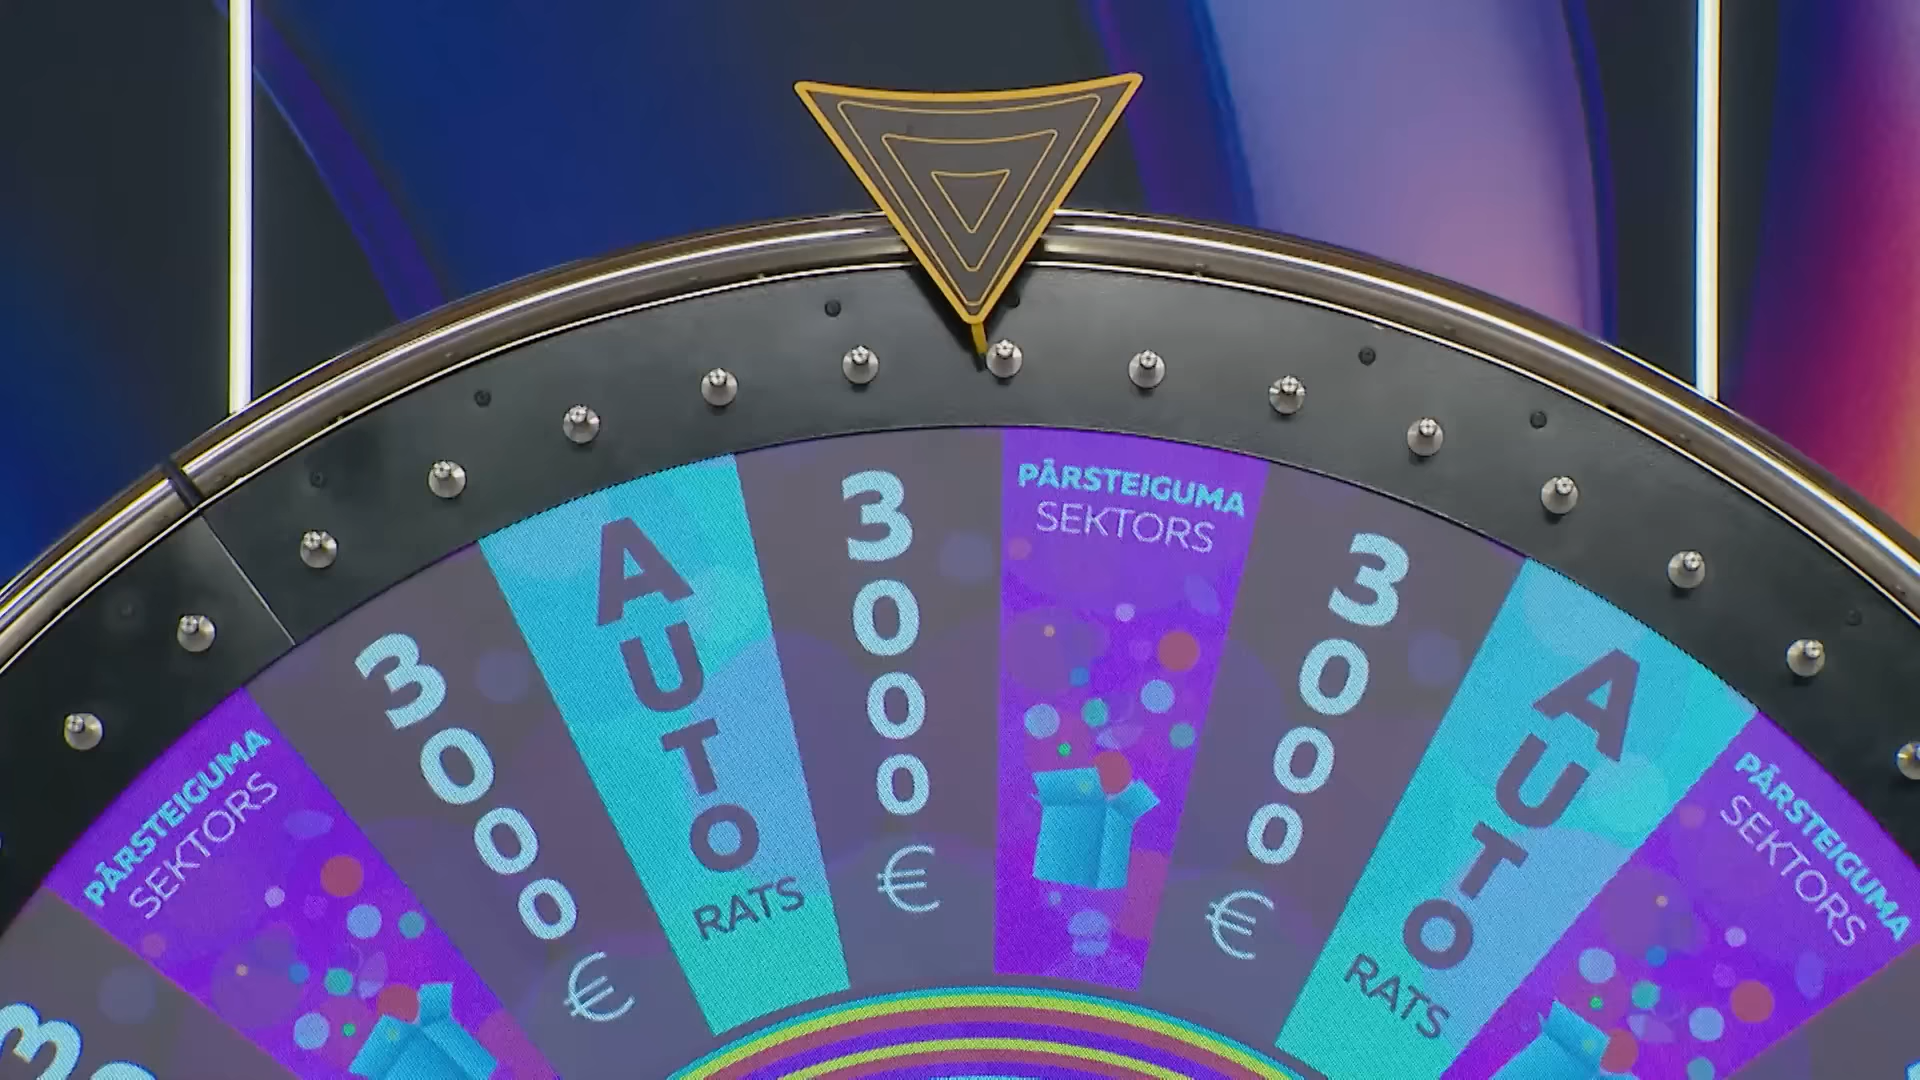 PĀRSTEIGUMA
SEKTORS
3000 €
AUTO
RATS
3000 €
PĀRSTEIGUMA
SEKTORS
3000 €
AUTO
RATS
PĀRSTEIGUMA
SEKTORS